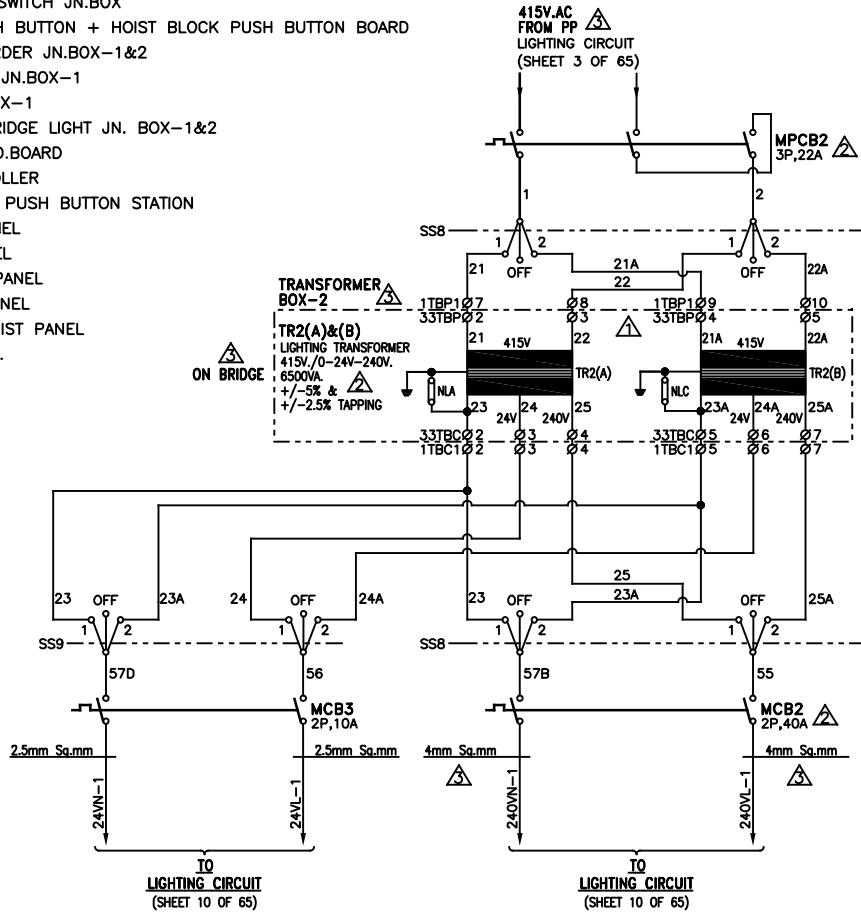 SWITCH JN.BOX
H BUTTON + HOIST BLOCK PUSH BUTTON BOARD
RDER JN.BOX-1&2
JN.BOX-1
X-1
RIDGE LIGHT JN. BOX-1&2
D.BOARD
OLLER
PUSH BUTTON STATION
NEL
EL
PANEL
NEL
IST PANEL
415V.AC
FROM PP 3
LIGHTING CIRCUIT
(SHEET 3 OF 65)
MPCB2
3P,22A 2
1 2
SS8
1 2 1 2
OFF OFF
21 21A 22 22A
TRANSFORMER
BOX-2 3
1TBP1 7 8 1TBP1 9 10
33TBP 2 3 33TBP 4 5
TR2(A)&(B)
LIGHTING TRANSFORMER
415V./0-24V-240V.
6500VA.
+/-5% & 2
+/-2.5% TAPPING
3
ON BRIDGE
1
21 415V 22 21A 415V 22A
TR2(A) TR2(B)
NLA NLC
23 24 25 23A 24A 25A
24V 240V 24V 240V
33TBC 2 3 4 33TBC 5 6 7
1TBC1 2 3 4 1TBC1 5 6 7
25
23A
23 OFF 23A 24 OFF 24A 23 OFF OFF 25A
1 2 1 2 1 2 1 2
SS9 SS8
57D 56 57B 55
MCB3
2P,10A
MCB2
2P,40A 2
2.5mm Sq.mm 2.5mm Sq.mm 4mm Sq.mm 4mm Sq.mm
3 3
24VN-1 24VL-1 240VN-1 240VL-1
TO
LIGHTING CIRCUIT
(SHEET 10 OF 65)
TO
LIGHTING CIRCUIT
(SHEET 10 OF 65)